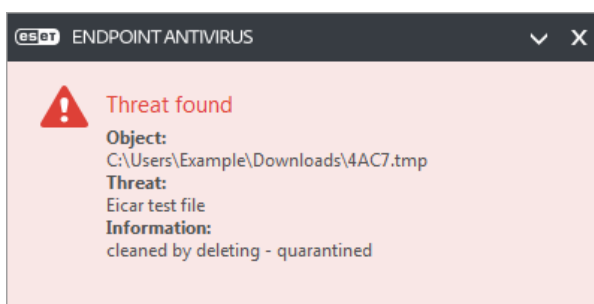 eseT ENDPOINT ANTIVIRUS
Threat found
Object:
C:\Users\Example\Downloads\4AC7.tmp
Threat:
Eicar test file
Information:
cleaned by deleting - quarantined